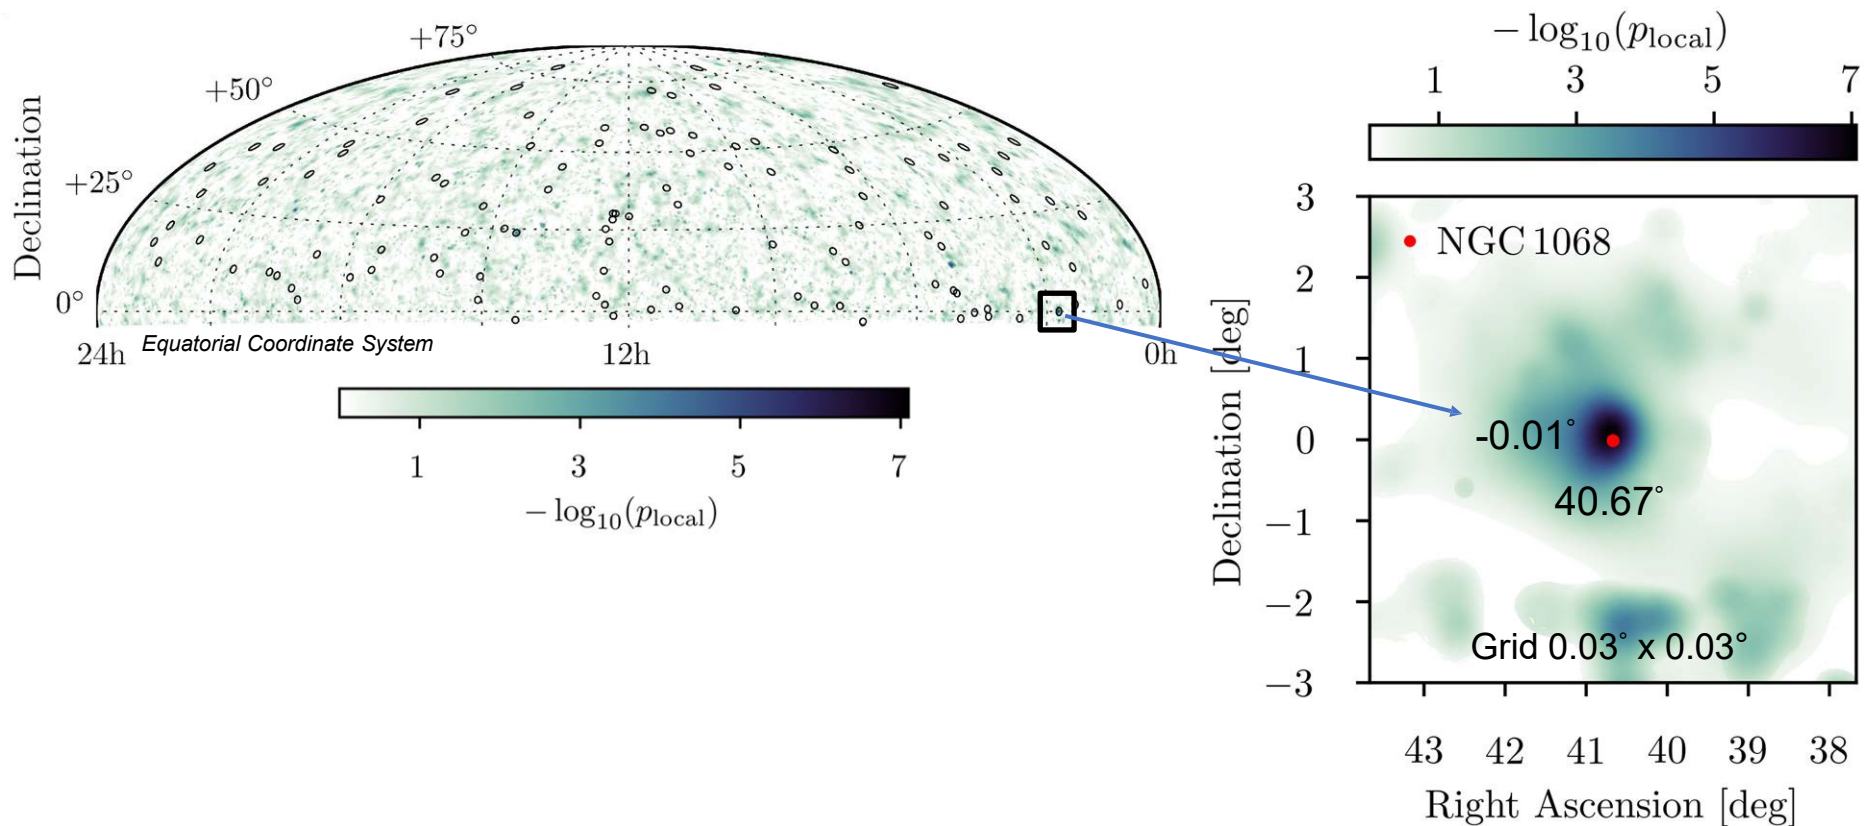 +75°
+50°
+25°
0°
Declination
24h
Equatorial Coordinate System
12h
0h
1
3
5
7
− log₁₀(p_local)
− log₁₀(p_local)
1
3
5
7
3
2
1
0
−1
−2
−3
Declination [deg]
NGC 1068
-0.01°
40.67°
Grid 0.03° x 0.03°
43
42
41
40
39
38
Right Ascension [deg]